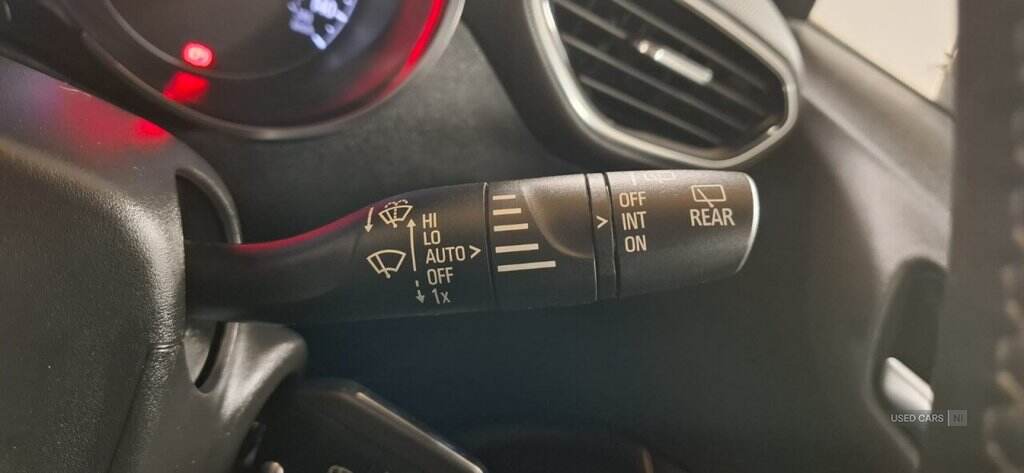 HI
LO
AUTO >
OFF
1x
> OFF
INT
ON
REAR
USED CARS NI